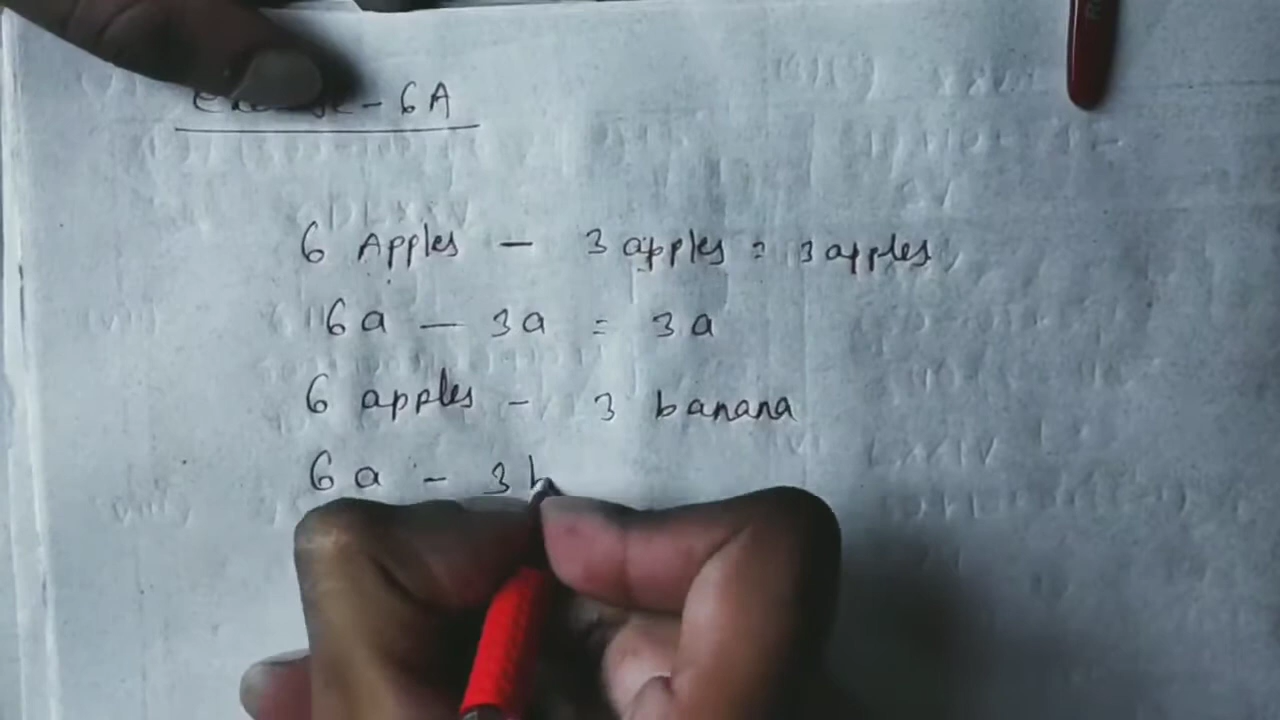 - 6A
6 Apples - 3 apples = 3 apples
6a - 3a = 3a
6 apples - 3 banana
6a - 3b